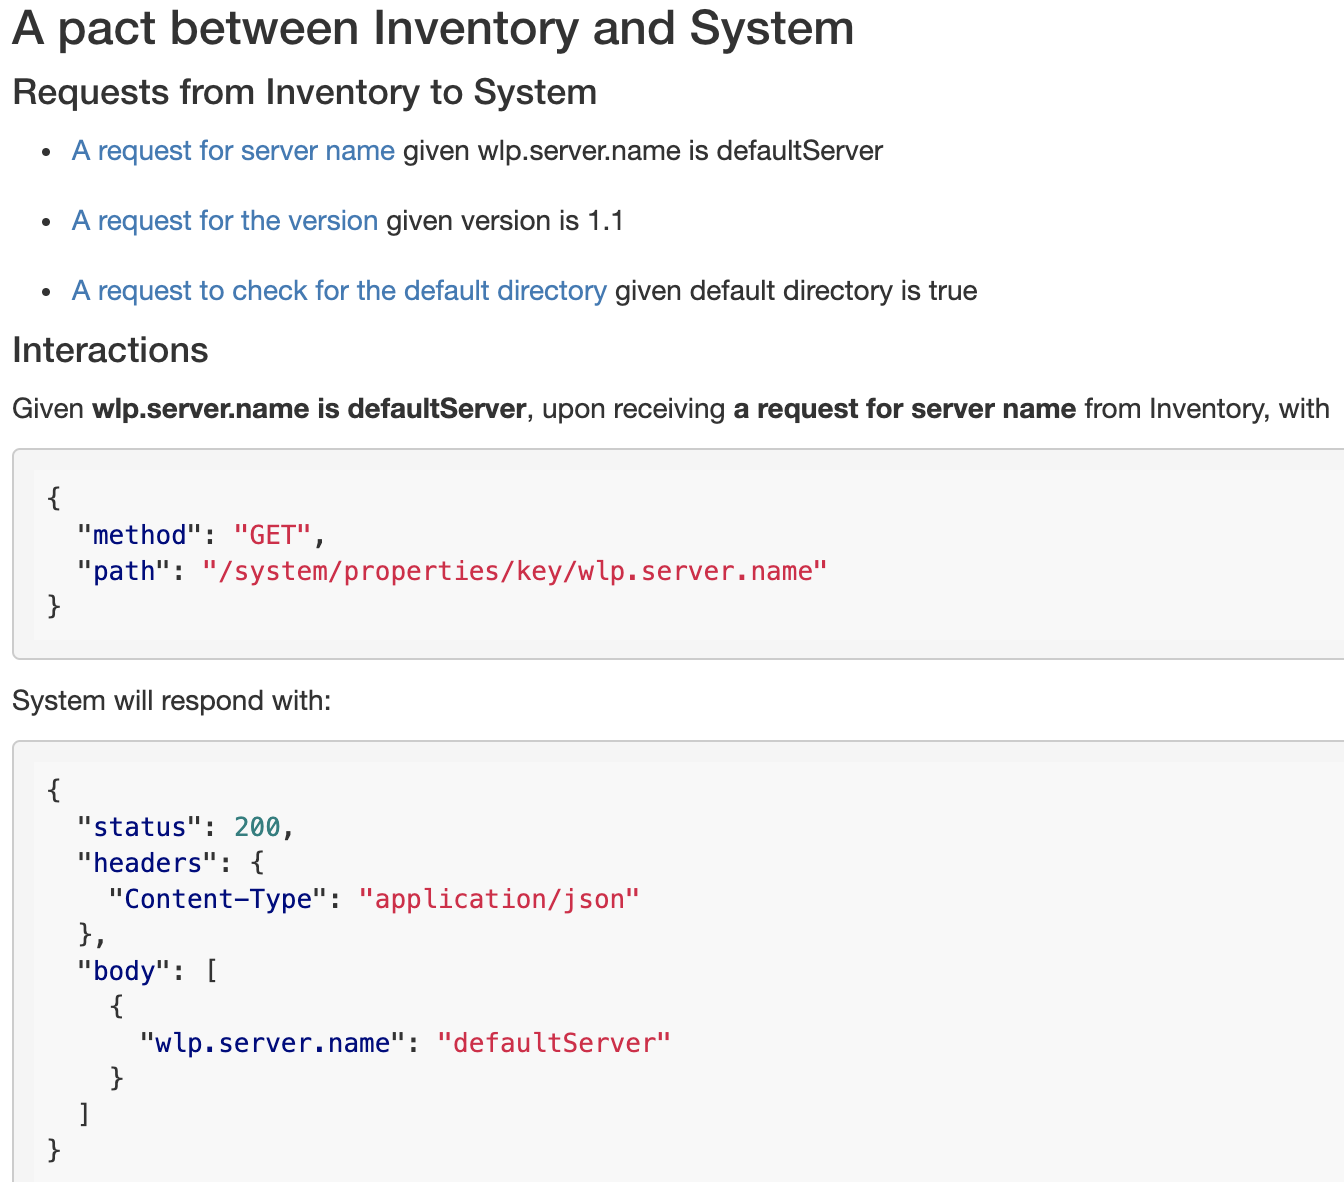 A pact between Inventory and System
Requests from Inventory to System
• A request for server name given wlp.server.name is defaultServer
• A request for the version given version is 1.1
• A request to check for the default directory given default directory is true
Interactions
Given wlp.server.name is defaultServer, upon receiving a request for server name from Inventory, with
{
  "method": "GET",
  "path": "/system/properties/key/wlp.server.name"
}
System will respond with:
{
  "status": 200,
  "headers": {
    "Content-Type": "application/json"
  },
  "body": [
    {
      "wlp.server.name": "defaultServer"
    }
  ]
}